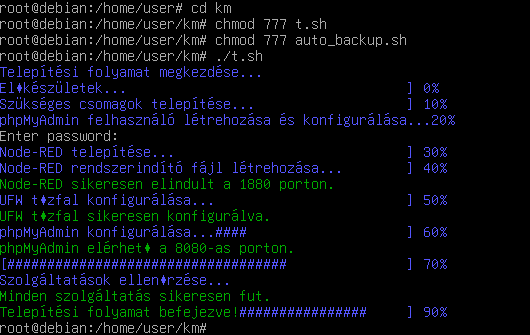 root@debian:/home/user# cd km
root@debian:/home/user/km# chmod 777 t.sh
root@debian:/home/user/km# chmod 777 auto_backup.sh
root@debian:/home/user/km# ./t.sh
Telepítési folyamat megkezdése...
El♦készületek... ] 0%
Szükséges csomagok telepítése... ] 10%
phpMyAdmin felhasználó létrehozása és konfigurálása...20%
Enter password:
Node-RED telepítése... ] 30%
Node-RED rendszerindító fájl létrehozása... ] 40%
Node-RED sikeresen elindult a 1880 porton.
UFW t♦zfal konfigurálása... ] 50%
UFW t♦zfal sikeresen konfigurálva.
phpMyAdmin konfigurálása...#### ] 60%
phpMyAdmin elérhet♦ a 8080-as porton.
[################################### ] 70%
Szolgáltatások ellen♦rzése...
Minden szolgáltatás sikeresen fut.
Telepítési folyamat befejezve!################ ] 90%
root@debian:/home/user/km#